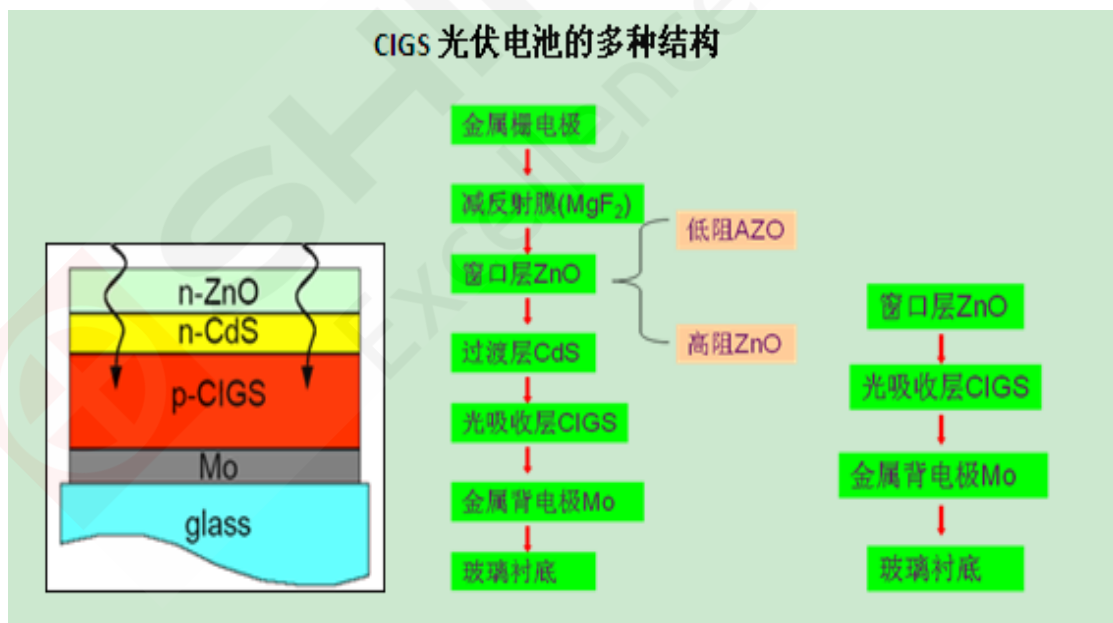 CIGS 光伏电池的多种结构
n-ZnO
n-CdS
p-CIGS
Mo
glass
金属栅电极
减反射膜(MgF₂)
窗口层ZnO
过渡层CdS
光吸收层CIGS
金属背电极Mo
玻璃衬底
低阻AZO
高阻ZnO
窗口层ZnO
光吸收层CIGS
金属背电极Mo
玻璃衬底
Excellence